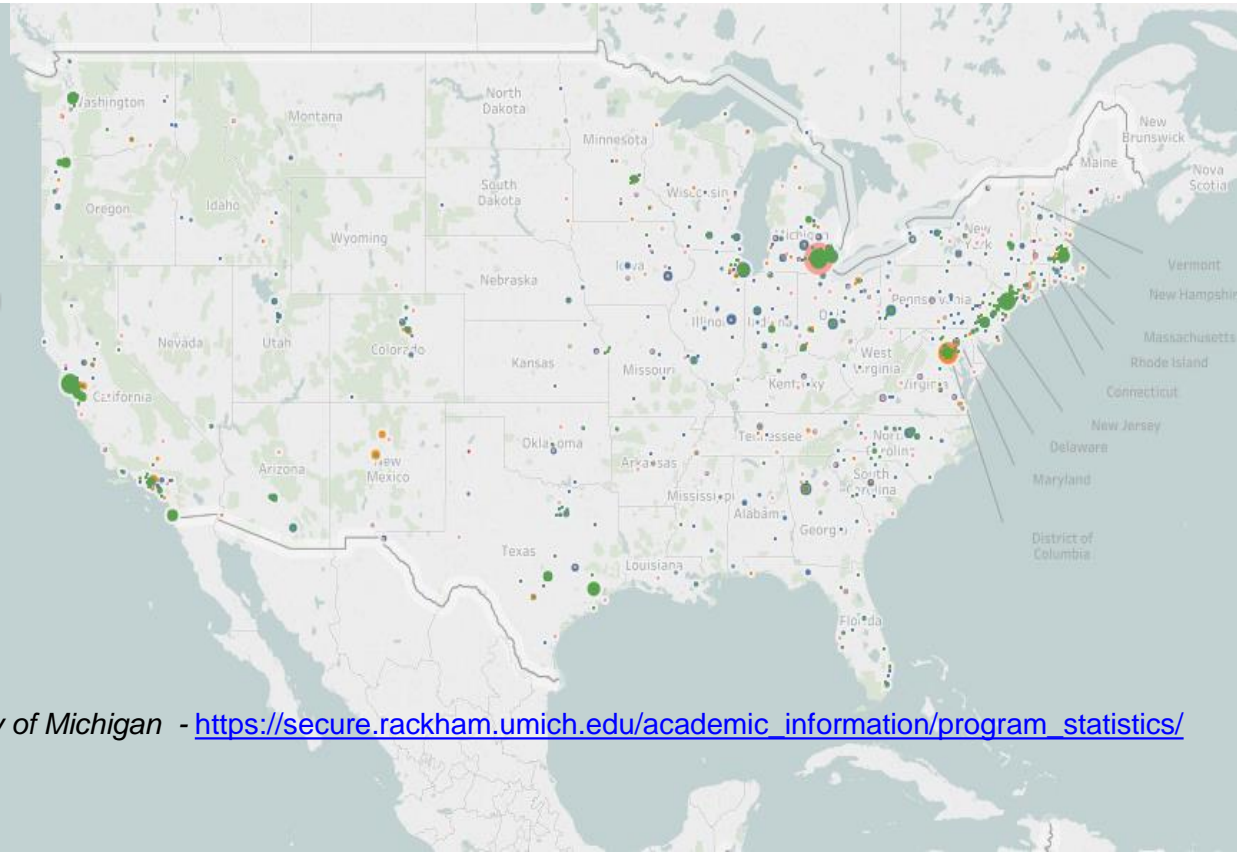 Washington
Montana
North
Dakota
Minnesota
New
Brunswick
Maine
Nova
Scotia
South
Dakota
Wisconsin
Oregon
Idaho
Wyoming
Michigan
New
York
Vermont
Iowa
Nebraska
New Hampshir
Pennsylvania
Illinois
Indiana
Massachusetts
Nevada
Utah
Colorado
Kansas
Missouri
West
Virginia
Rhode Island
Kentucky
Virginia
Connecticut
California
New Jersey
Oklahoma
Tennessee
North
Carolina
Delaware
Arizona
New
Mexico
Arkansas
South
Carolina
Maryland
Mississippi
Alabama
Georgia
District of
Columbia
Texas
Louisiana
Florida
y of Michigan - https://secure.rackham.umich.edu/academic_information/program_statistics/